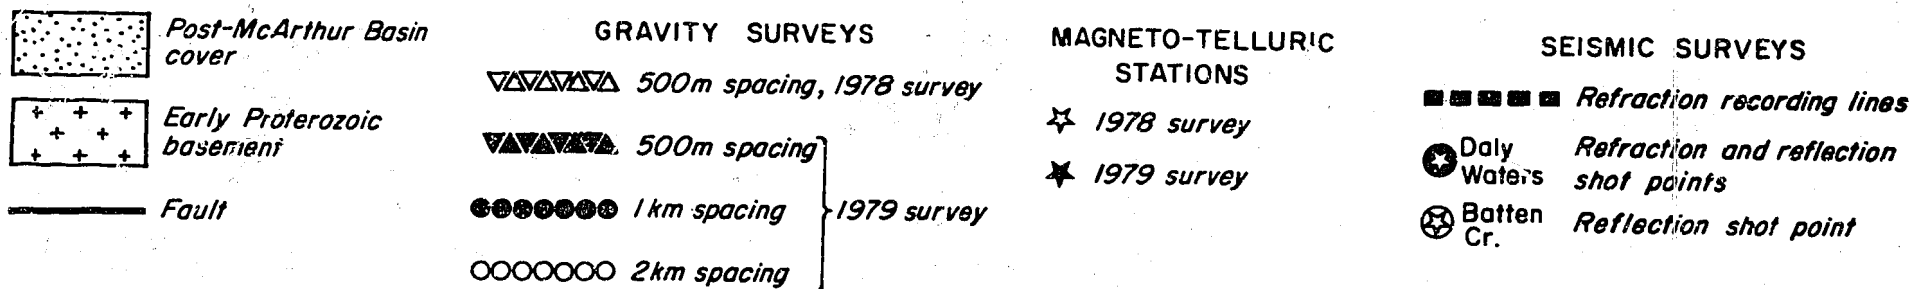 Post-McArthur Basin
cover
Early Proterozoic
basement
Fault
GRAVITY SURVEYS
500m spacing, 1978 survey
500m spacing
1km spacing
2km spacing
1979 survey
MAGNETO-TELLURIC
STATIONS
1978 survey
1979 survey
SEISMIC SURVEYS
Refraction recording lines
Daly
Waters
Refraction and reflection
shot points
Batten
Cr.
Reflection shot point